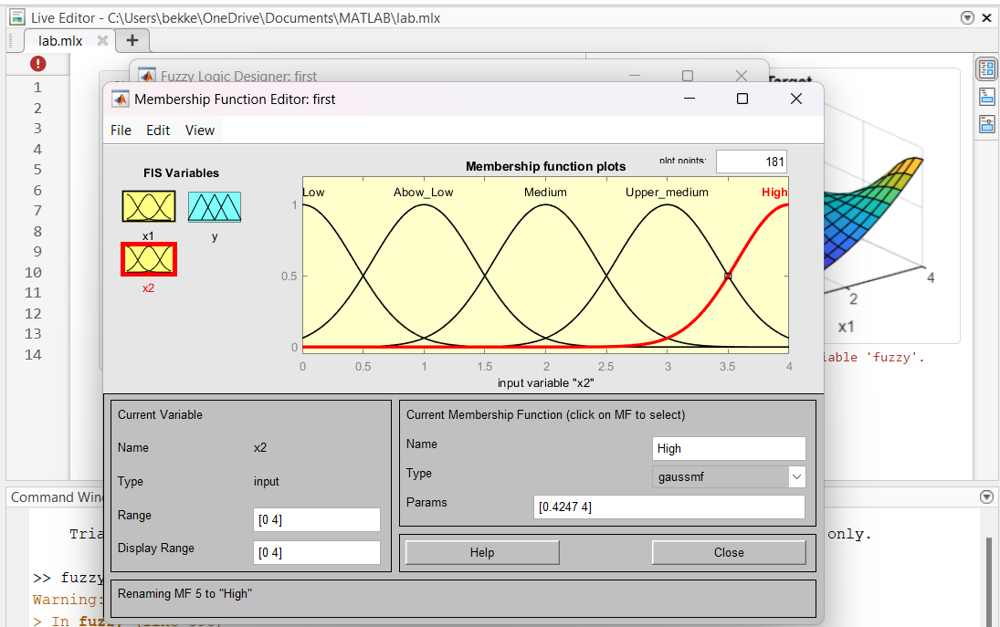 Live Editor - C:\Users\bekke\OneDrive\Documents\MATLAB\lab.mlx
lab.mlx
Fuzzy Logic Designer: first
Membership Function Editor: first
File Edit View
FIS Variables
x1
y
x2
Membership function plots
plot points:
181
Low Abow_Low Medium Upper_medium High
1
0.5
0
0 0.5 1 1.5 2 2.5 3 3.5 4
input variable "x2"
Current Variable
Name x2
Type input
Range [0 4]
Display Range [0 4]
Current Membership Function (click on MF to select)
Name High
Type gaussmf
Params [0.4247 4]
Help Close
Renaming MF 5 to "High"
1
2
3
4
5
6
7
8
9
10
11
12
13
14
Target
4
2
x1
'fuzzy'.
Command
only.
>> fuzzy
Warning:
> In